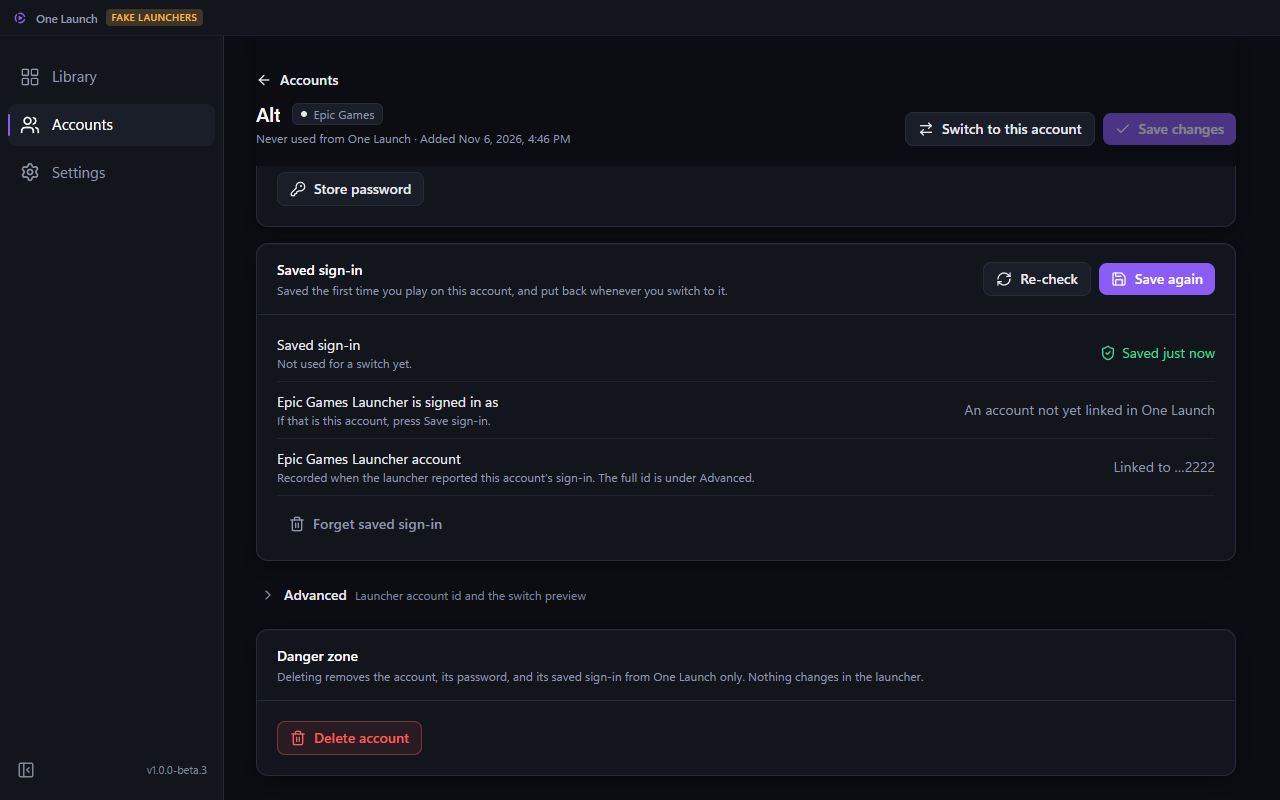 One Launch FAKE LAUNCHERS
Library
Accounts
Settings
v1.0.0-beta.3
Accounts
Alt Epic Games
Never used from One Launch · Added Nov 6, 2026, 4:46 PM
Switch to this account Save changes
Store password
Saved sign-in
Saved the first time you play on this account, and put back whenever you switch to it.
Re-check Save again
Saved sign-in
Not used for a switch yet.
Saved just now
Epic Games Launcher is signed in as
If that is this account, press Save sign-in.
An account not yet linked in One Launch
Epic Games Launcher account
Recorded when the launcher reported this account's sign-in. The full id is under Advanced.
Linked to …2222
Forget saved sign-in
Advanced Launcher account id and the switch preview
Danger zone
Deleting removes the account, its password, and its saved sign-in from One Launch only. Nothing changes in the launcher.
Delete account